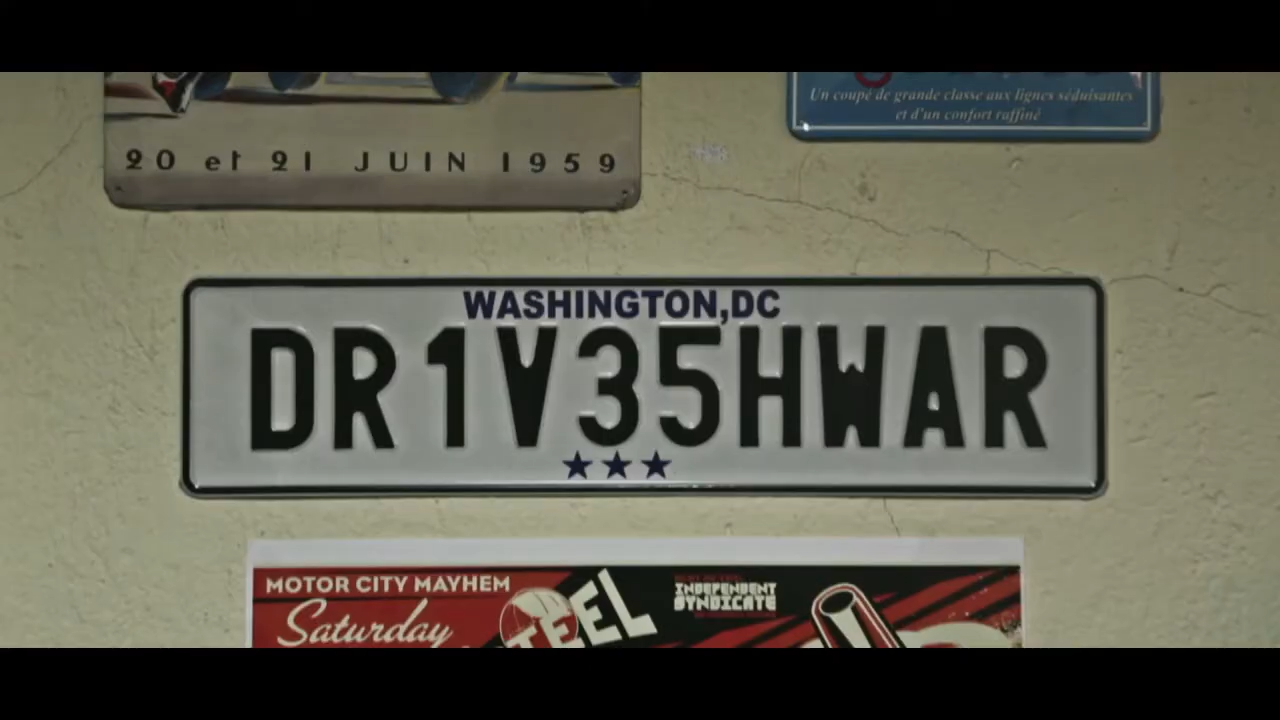 20 et 21 JUIN 1959
Un coupé de grande classe aux lignes séduisantes
et d'un confort raffiné
WASHINGTON,DC
DR1V35HWAR
MOTOR CITY MAYHEM
Saturday
INDEPENDENT
SYNDICATE